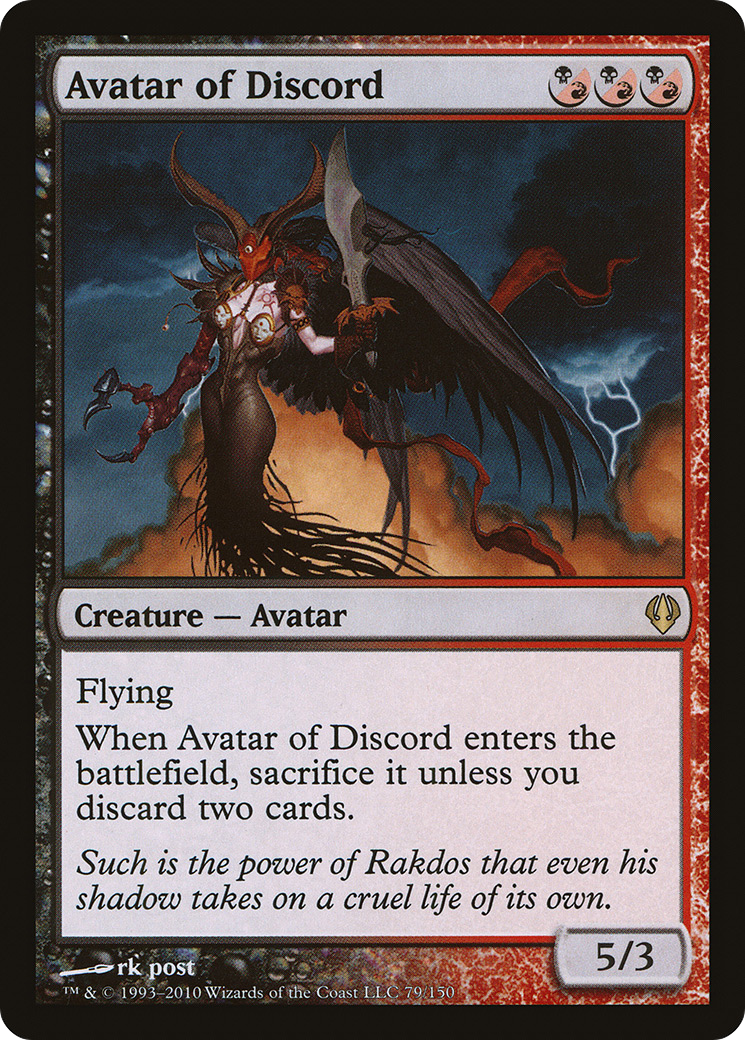 Avatar of Discord
Creature — Avatar
Flying
When Avatar of Discord enters the
battlefield, sacrifice it unless you
discard two cards.
Such is the power of Rakdos that even his
shadow takes on a cruel life of its own.
5/3
rk post
™ & © 1993–2010 Wizards of the Coast LLC 79/150